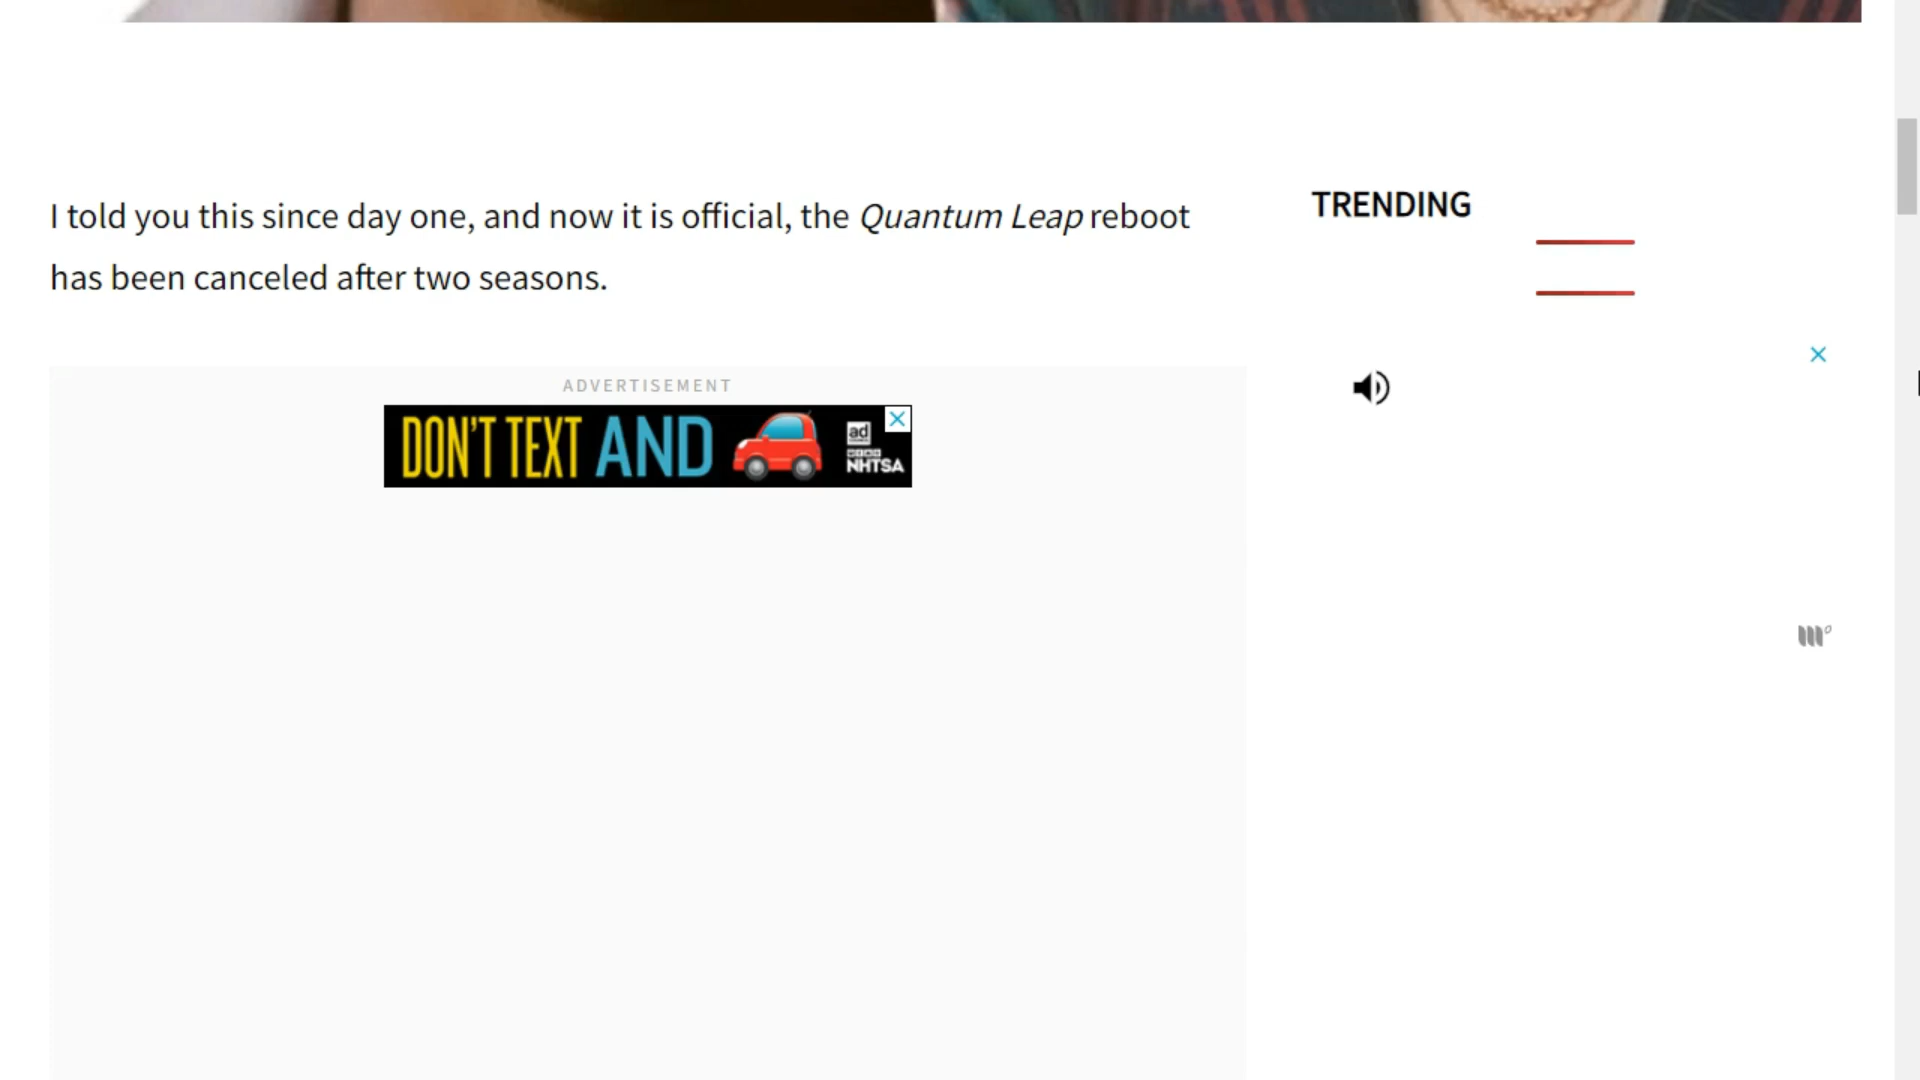 I told you this since day one, and now it is official, the Quantum Leap reboot
has been canceled after two seasons.
TRENDING
ADVERTISEMENT
DON'T TEXT AND
ad
NHTSA